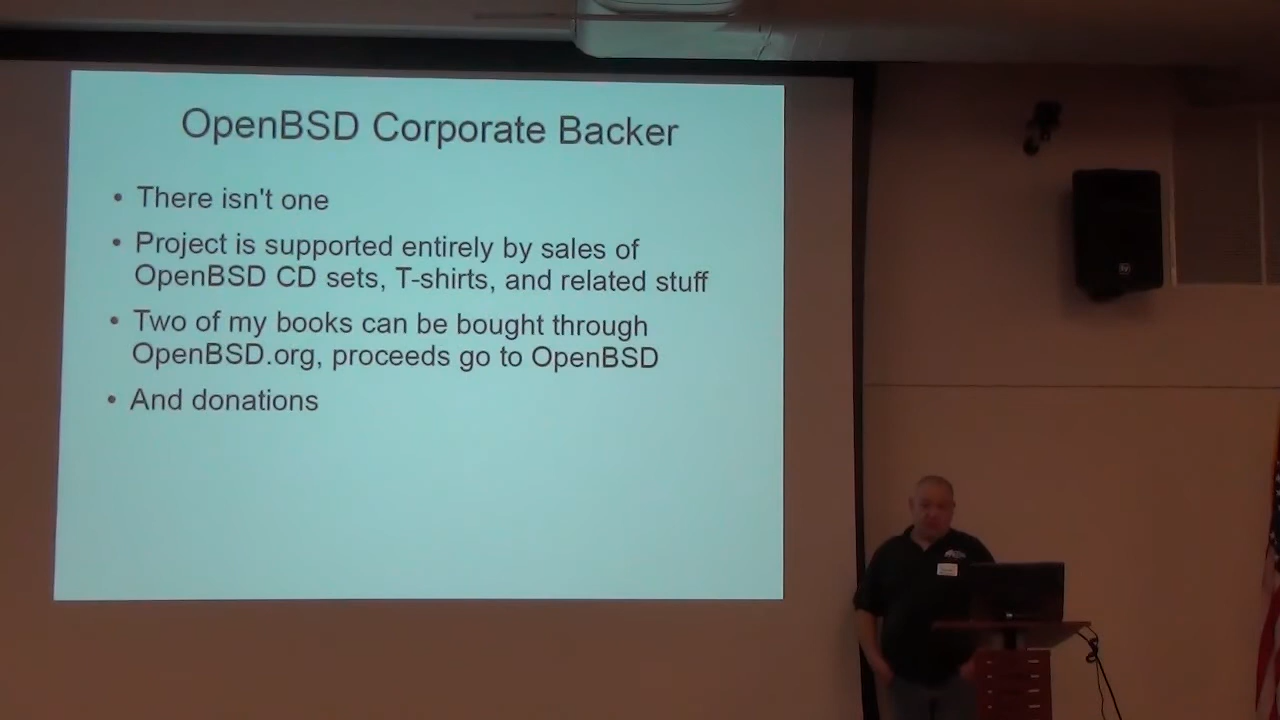 OpenBSD Corporate Backer
• There isn't one
• Project is supported entirely by sales of
OpenBSD CD sets, T-shirts, and related stuff
• Two of my books can be bought through
OpenBSD.org, proceeds go to OpenBSD
• And donations